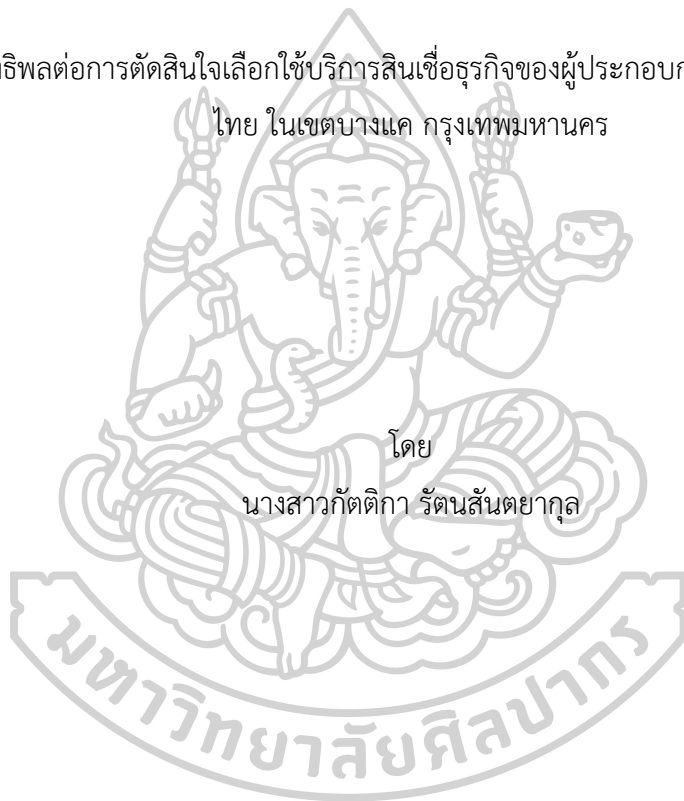 ธิพลต่อการตัดสินใจเลือกใช้บริการสินเชื่อธุรกิจของผู้ประกอบก
ไทย ในเขตบางแค กรุงเทพมหานคร
โดย
นางสาวกัตติกา รัตนสันตยากุล
มหาวิทยาลัยศิลปากร